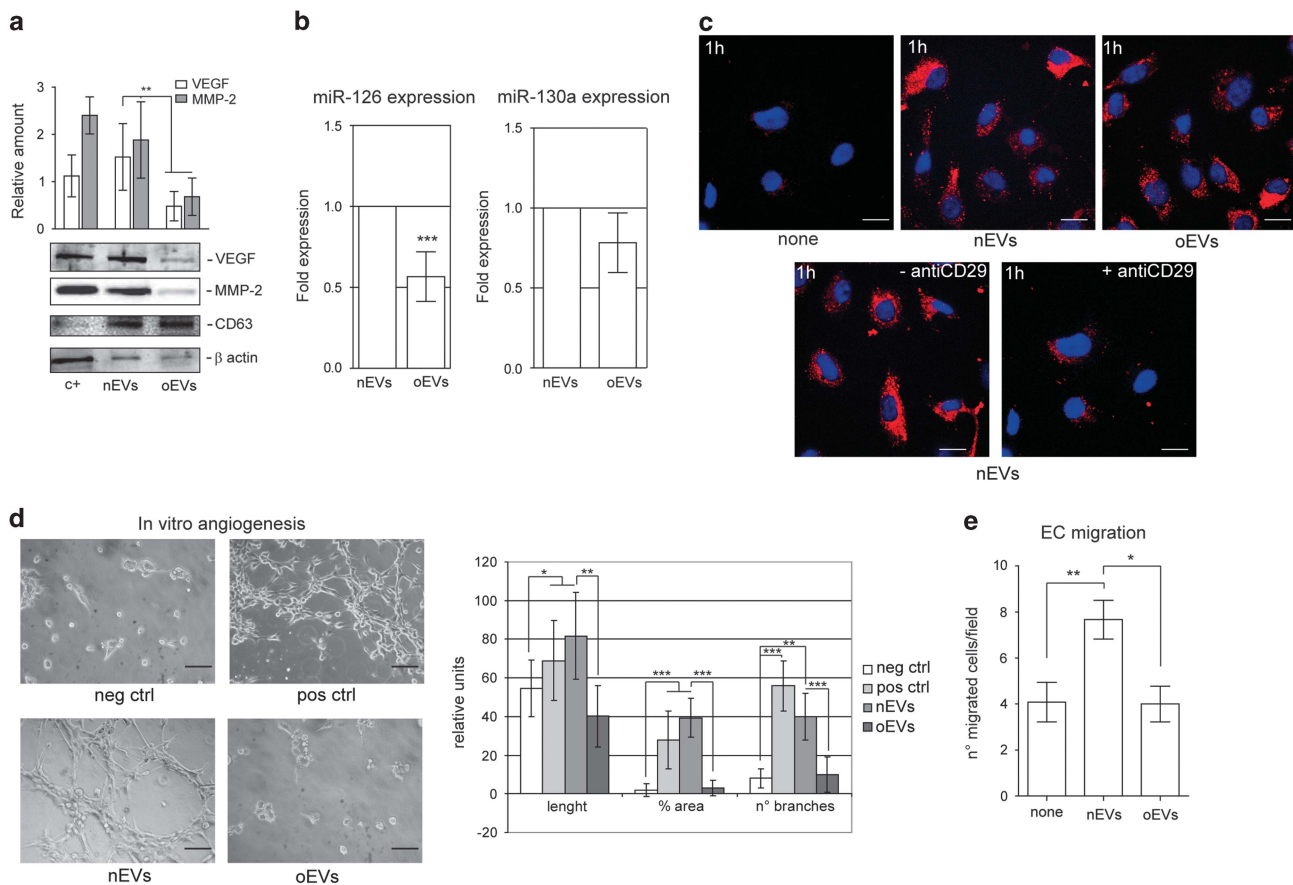 a
VEGF
MMP-2
**
3
2
1
0
Relative amount
- VEGF
- MMP-2
- CD63
- β actin
c+ nEVs oEVs
b
miR-126 expression
1.5
1.0
0.5
0.0
Fold expression
***
nEVs oEVs
miR-130a expression
1.5
1.0
0.5
0.0
Fold expression
nEVs oEVs
c
1h
none
1h
nEVs
1h
oEVs
1h - antiCD29
1h + antiCD29
nEVs
d
In vitro angiogenesis
neg ctrl
pos ctrl
nEVs
oEVs
120
100
80
60
40
20
0
-20
relative units
* **
*** ***
** *** ***
lenght % area n° branches
neg ctrl
pos ctrl
nEVs
oEVs
e
EC migration
** *
10
8
6
4
2
0
n° migrated cells/field
none nEVs oEVs